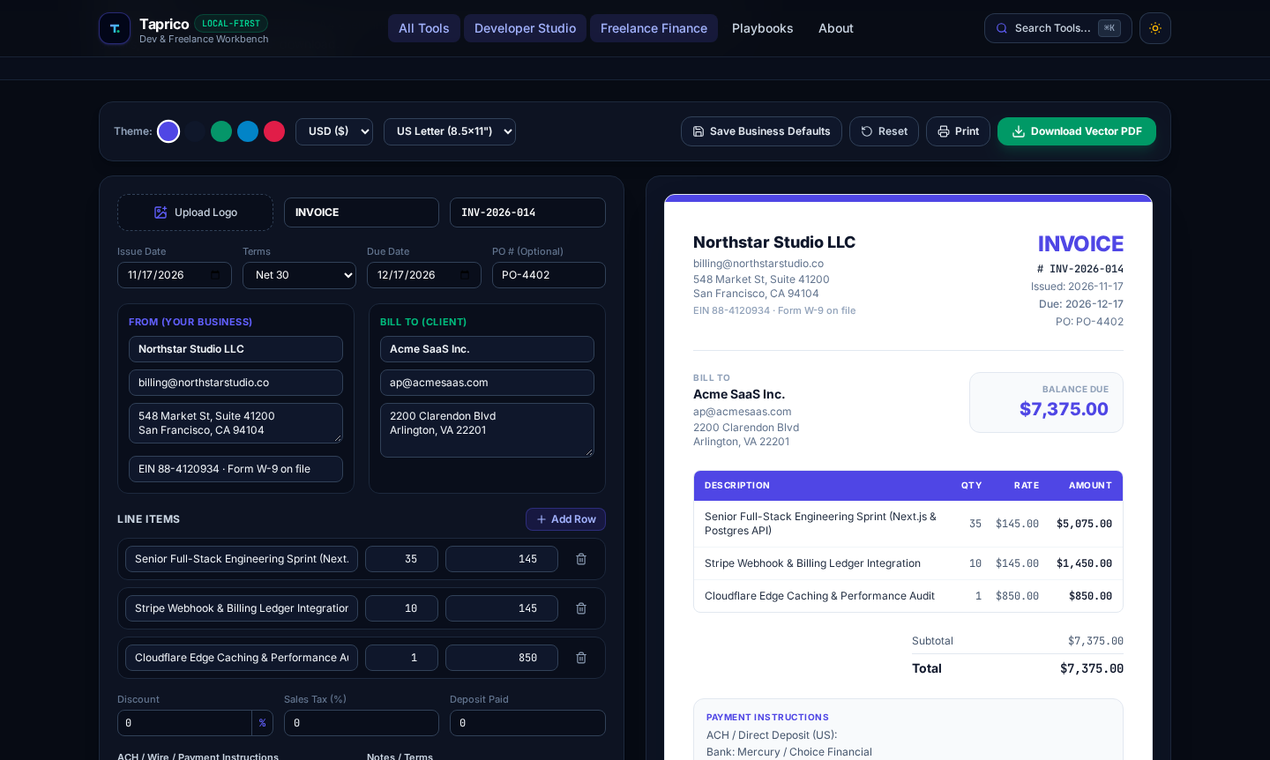 T.
Taprico LOCAL-FIRST
Dev & Freelance Workbench
All Tools Developer Studio Freelance Finance Playbooks About
Search Tools... ⌘K
Theme: USD ($) US Letter (8.5×11")
Save Business Defaults Reset Print Download Vector PDF
Upload Logo INVOICE INV-2026-014
Issue Date Terms Due Date PO # (Optional)
11/17/2026 Net 30 12/17/2026 PO-4402
FROM (YOUR BUSINESS)
Northstar Studio LLC
billing@northstarstudio.co
548 Market St, Suite 41200
San Francisco, CA 94104
EIN 88-4120934 · Form W-9 on file
BILL TO (CLIENT)
Acme SaaS Inc.
ap@acmesaas.com
2200 Clarendon Blvd
Arlington, VA 22201
LINE ITEMS Add Row
Senior Full-Stack Engineering Sprint (Next. 35 145
Stripe Webhook & Billing Ledger Integration 10 145
Cloudflare Edge Caching & Performance Au 1 850
Discount Sales Tax (%) Deposit Paid
0 % 0 0
ACH / Wire / Payment Instructions Notes / Terms
Northstar Studio LLC
billing@northstarstudio.co
548 Market St, Suite 41200
San Francisco, CA 94104
EIN 88-4120934 · Form W-9 on file
INVOICE
# INV-2026-014
Issued: 2026-11-17
Due: 2026-12-17
PO: PO-4402
BILL TO
Acme SaaS Inc.
ap@acmesaas.com
2200 Clarendon Blvd
Arlington, VA 22201
BALANCE DUE
$7,375.00
DESCRIPTION QTY RATE AMOUNT
Senior Full-Stack Engineering Sprint (Next.js &
Postgres API) 35 $145.00 $5,075.00
Stripe Webhook & Billing Ledger Integration 10 $145.00 $1,450.00
Cloudflare Edge Caching & Performance Audit 1 $850.00 $850.00
Subtotal $7,375.00
Total $7,375.00
PAYMENT INSTRUCTIONS
ACH / Direct Deposit (US):
Bank: Mercury / Choice Financial